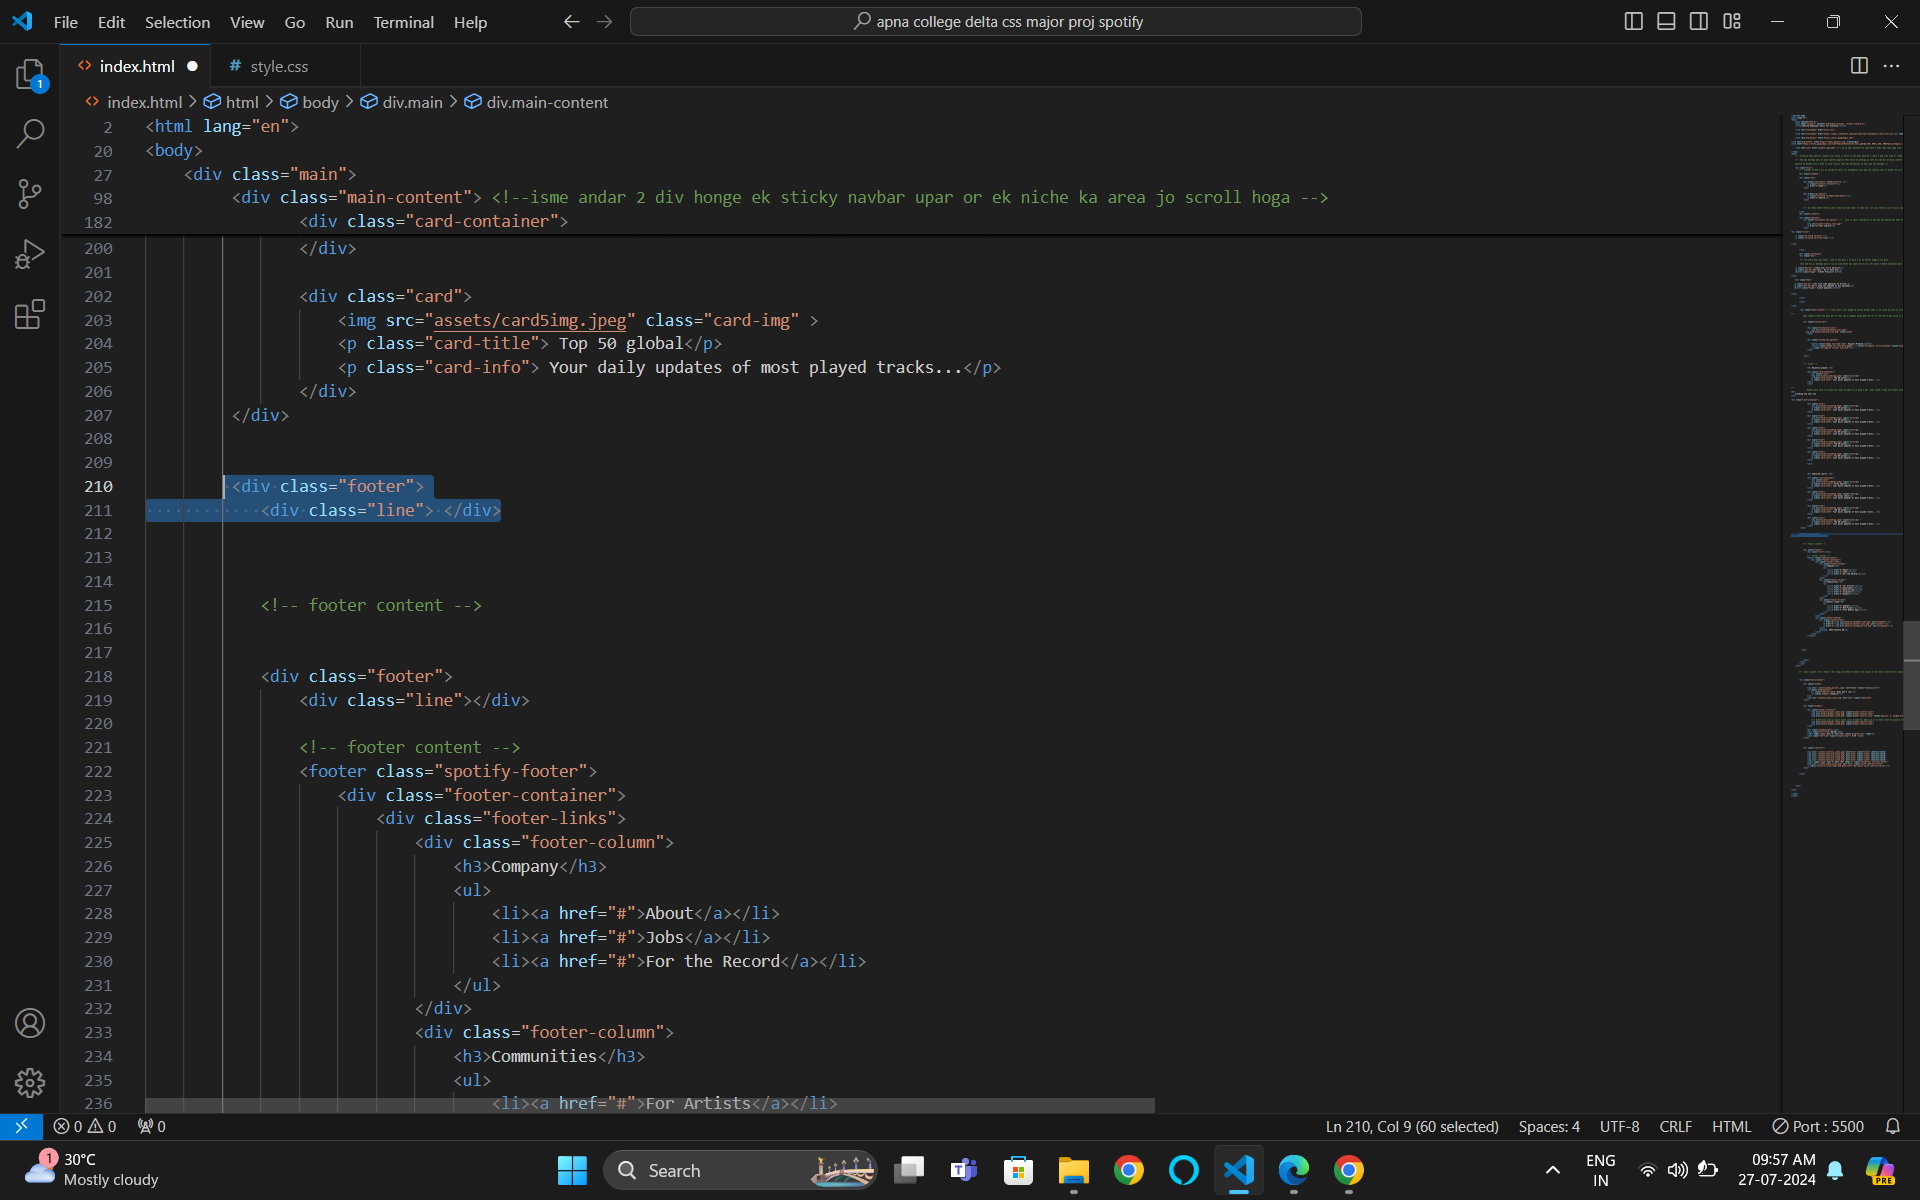 File Edit Selection View Go Run Terminal Help
apna college delta css major proj spotify
index.html
style.css
index.html > html > body > div.main > div.main-content
2 <html lang="en">
20 <body>
27 <div class="main">
98 <div class="main-content"> <!--isme andar 2 div honge ek sticky navbar upar or ek niche ka area jo scroll hoga -->
182 <div class="card-container">
200 </div>
201
202 <div class="card">
203 <img src="assets/card5img.jpeg" class="card-img" >
204 <p class="card-title"> Top 50 global</p>
205 <p class="card-info"> Your daily updates of most played tracks...</p>
206 </div>
207 </div>
208
209
210 <div class="footer">
211 <div class="line"> </div>
212
213
214
215 <!-- footer content -->
216
217
218 <div class="footer">
219 <div class="line"></div>
220
221 <!-- footer content -->
222 <footer class="spotify-footer">
223 <div class="footer-container">
224 <div class="footer-links">
225 <div class="footer-column">
226 <h3>Company</h3>
227 <ul>
228 <li><a href="#">About</a></li>
229 <li><a href="#">Jobs</a></li>
230 <li><a href="#">For the Record</a></li>
231 </ul>
232 </div>
233 <div class="footer-column">
234 <h3>Communities</h3>
235 <ul>
236 <li><a href="#">For Artists</a></li>
1
0 0 0 Ln 210, Col 9 (60 selected) Spaces: 4 UTF-8 CRLF HTML Port : 5500
1
30°C
Mostly cloudy
Search
PRE
ENG
IN
09:57 AM
27-07-2024